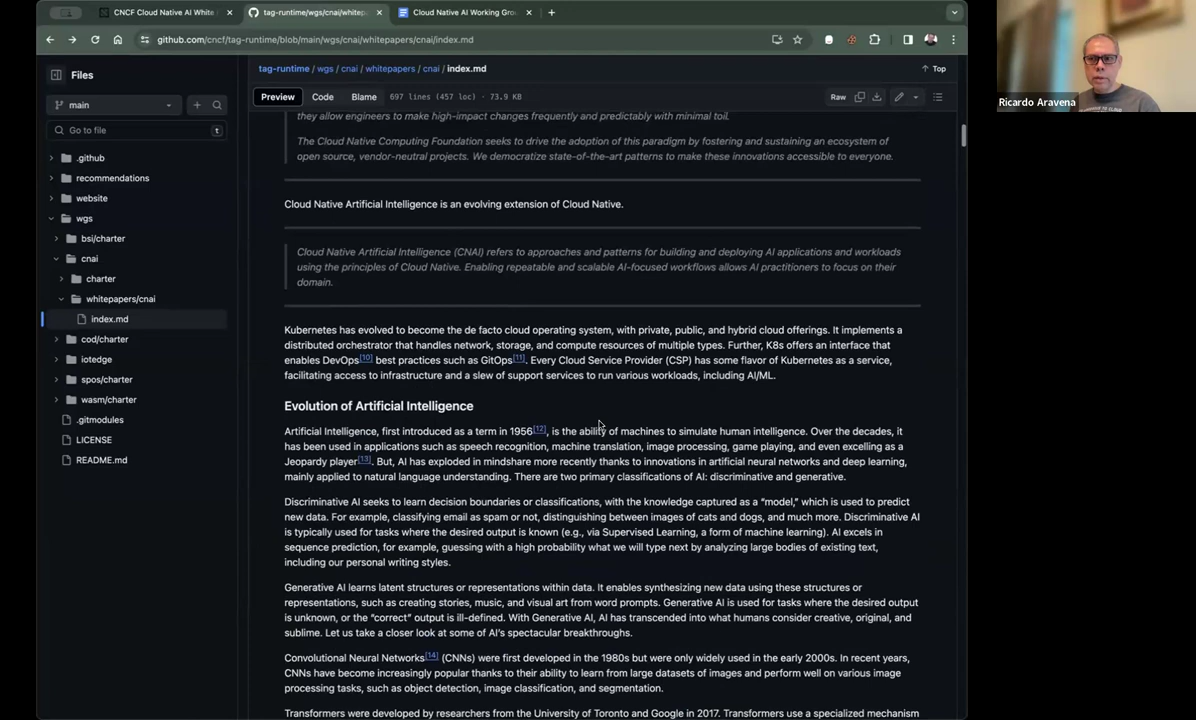 CNCF Cloud Native AI White
tag-runtime/wgs/cnai/whitep
Cloud Native AI Working Gro
github.com/cncf/tag-runtime/blob/main/wgs/cnai/whitepapers/cnai/index.md
Ricardo Aravena
Files
main
Go to file
t
.github
recommendations
website
wgs
bsi/charter
cnai
charter
whitepapers/cnai
index.md
cod/charter
iotedge
spos/charter
wasm/charter
.gitmodules
LICENSE
README.md
tag-runtime / wgs / cnai / whitepapers / cnai / index.md
Top
Preview
Code
Blame
697 lines (457 loc) · 73.9 KB
Raw
they allow engineers to make high-impact changes frequently and predictably with minimal toil.
The Cloud Native Computing Foundation seeks to drive the adoption of this paradigm by fostering and sustaining an ecosystem of
open source, vendor-neutral projects. We democratize state-of-the-art patterns to make these innovations accessible to everyone.
Cloud Native Artificial Intelligence is an evolving extension of Cloud Native.
Cloud Native Artificial Intelligence (CNAI) refers to approaches and patterns for building and deploying AI applications and workloads
using the principles of Cloud Native. Enabling repeatable and scalable AI-focused workflows allows AI practitioners to focus on their
domain.
Kubernetes has evolved to become the de facto cloud operating system, with private, public, and hybrid cloud offerings. It implements a
distributed orchestrator that handles network, storage, and compute resources of multiple types. Further, K8s offers an interface that
enables DevOps[10] best practices such as GitOps[11]. Every Cloud Service Provider (CSP) has some flavor of Kubernetes as a service,
facilitating access to infrastructure and a slew of support services to run various workloads, including AI/ML.
Evolution of Artificial Intelligence
Artificial Intelligence, first introduced as a term in 1956[12], is the ability of machines to simulate human intelligence. Over the decades, it
has been used in applications such as speech recognition, machine translation, image processing, game playing, and even excelling as a
Jeopardy player[13]. But, AI has exploded in mindshare more recently thanks to innovations in artificial neural networks and deep learning,
mainly applied to natural language understanding. There are two primary classifications of AI: discriminative and generative.
Discriminative AI seeks to learn decision boundaries or classifications, with the knowledge captured as a “model,” which is used to predict
new data. For example, classifying email as spam or not, distinguishing between images of cats and dogs, and much more. Discriminative AI
is typically used for tasks where the desired output is known (e.g., via Supervised Learning, a form of machine learning). AI excels in
sequence prediction, for example, guessing with a high probability what we will type next by analyzing large bodies of existing text,
including our personal writing styles.
Generative AI learns latent structures or representations within data. It enables synthesizing new data using these structures or
representations, such as creating stories, music, and visual art from word prompts. Generative AI is used for tasks where the desired output
is unknown, or the “correct” output is ill-defined. With Generative AI, AI has transcended into what humans consider creative, original, and
sublime. Let us take a closer look at some of AI's spectacular breakthroughs.
Convolutional Neural Networks[14] (CNNs) were first developed in the 1980s but were only widely used in the early 2000s. In recent years,
CNNs have become increasingly popular thanks to their ability to learn from large datasets of images and perform well on various image
processing tasks, such as object detection, image classification, and segmentation.
Transformers were developed by researchers from the University of Toronto and Google in 2017. Transformers use a specialized mechanism